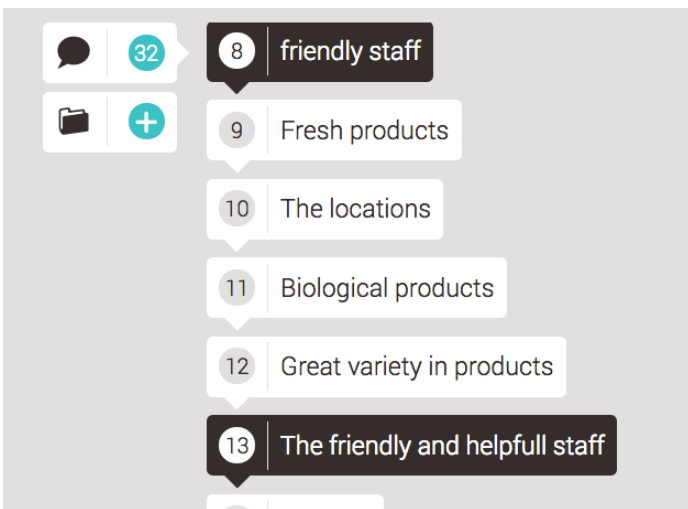 32
8 friendly staff
9 Fresh products
10 The locations
11 Biological products
12 Great variety in products
13 The friendly and helpfull staff